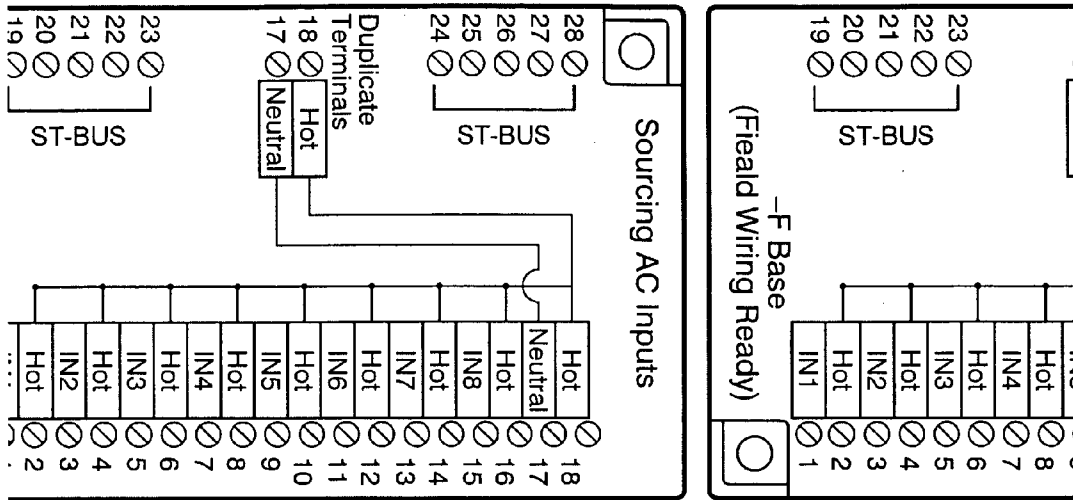 23
22
21
20
19
ST-BUS
Duplicate
Terminals
18
17
Hot
Neutral
28
27
26
25
24
ST-BUS
Sourcing AC Inputs
Hot
IN2
Hot
IN3
Hot
IN4
Hot
IN5
Hot
IN6
Hot
IN7
Hot
IN8
Hot
Neutral
Hot
2
3
4
5
6
7
8
9
10
11
12
13
14
15
16
17
18
23
22
21
20
19
ST-BUS
–F Base
(Fieald Wiring Ready)
IN1
Hot
IN2
Hot
IN3
Hot
IN4
Hot
1
2
3
4
5
6
7
8